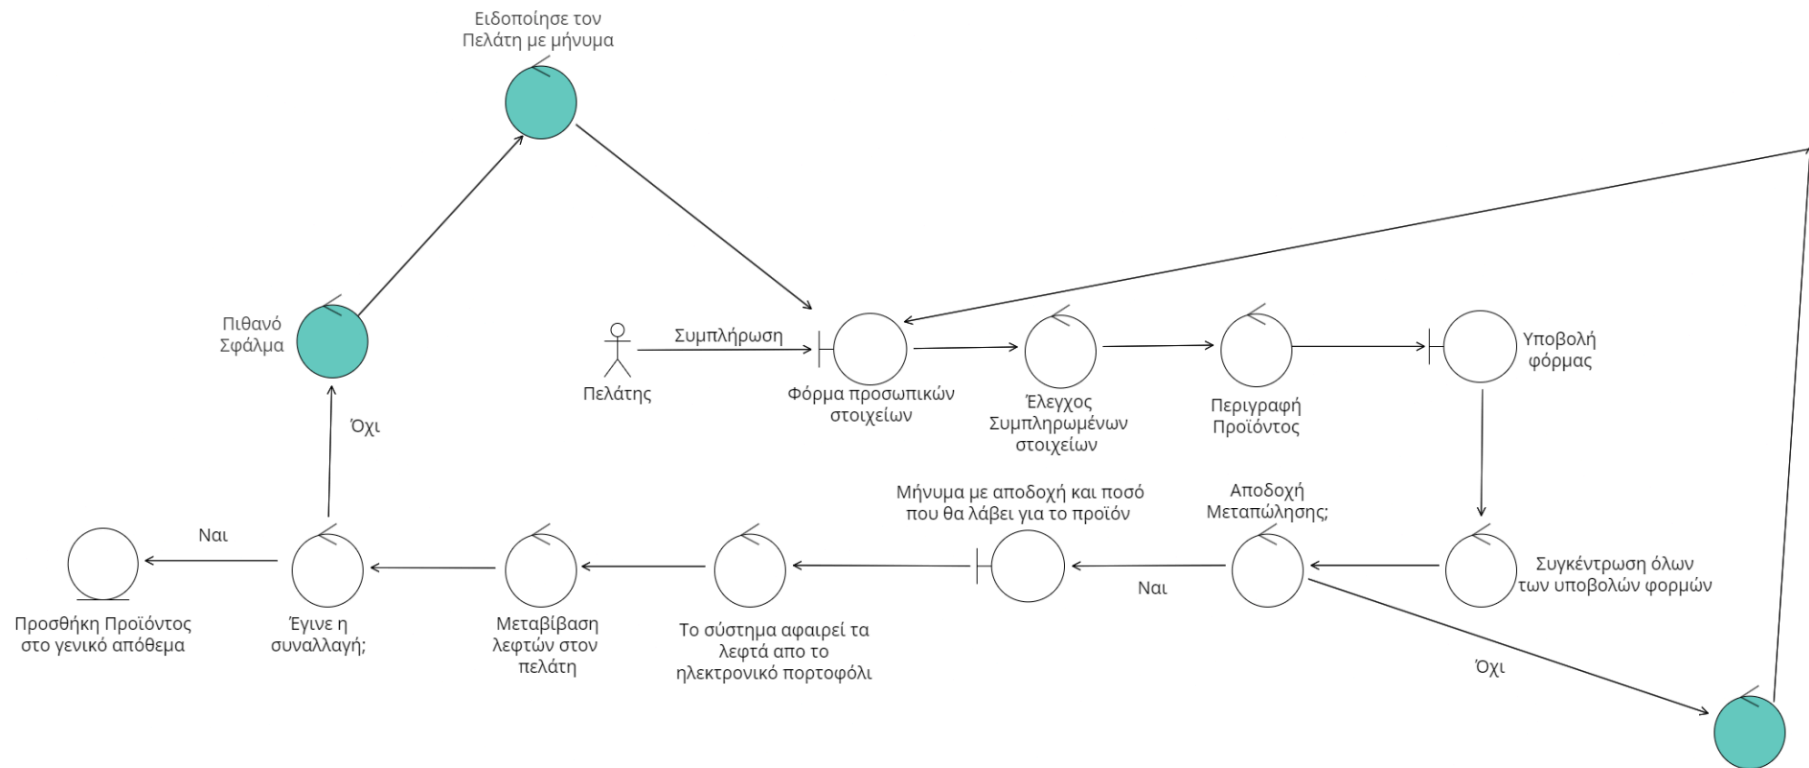 Ειδοποίησε τον
Πελάτη με μήνυμα
Πιθανό
Σφάλμα
Συμπλήρωση
Πελάτης
Φόρμα προσωπικών
στοιχείων
Έλεγχος
Συμπληρωμένων
στοιχείων
Περιγραφή
Προϊόντος
Υποβολή
φόρμας
Όχι
Μήνυμα με αποδοχή και ποσό
που θα λάβει για το προϊόν
Αποδοχή
Μεταπώλησης;
Συγκέντρωση όλων
των υποβολών φορμών
Ναι
Ναι
Προσθήκη Προϊόντος
στο γενικό απόθεμα
Έγινε η
συναλλαγή;
Μεταβίβαση
λεφτών στον
πελάτη
Το σύστημα αφαιρεί τα
λεφτά απο το
ηλεκτρονικό πορτοφόλι
Όχι